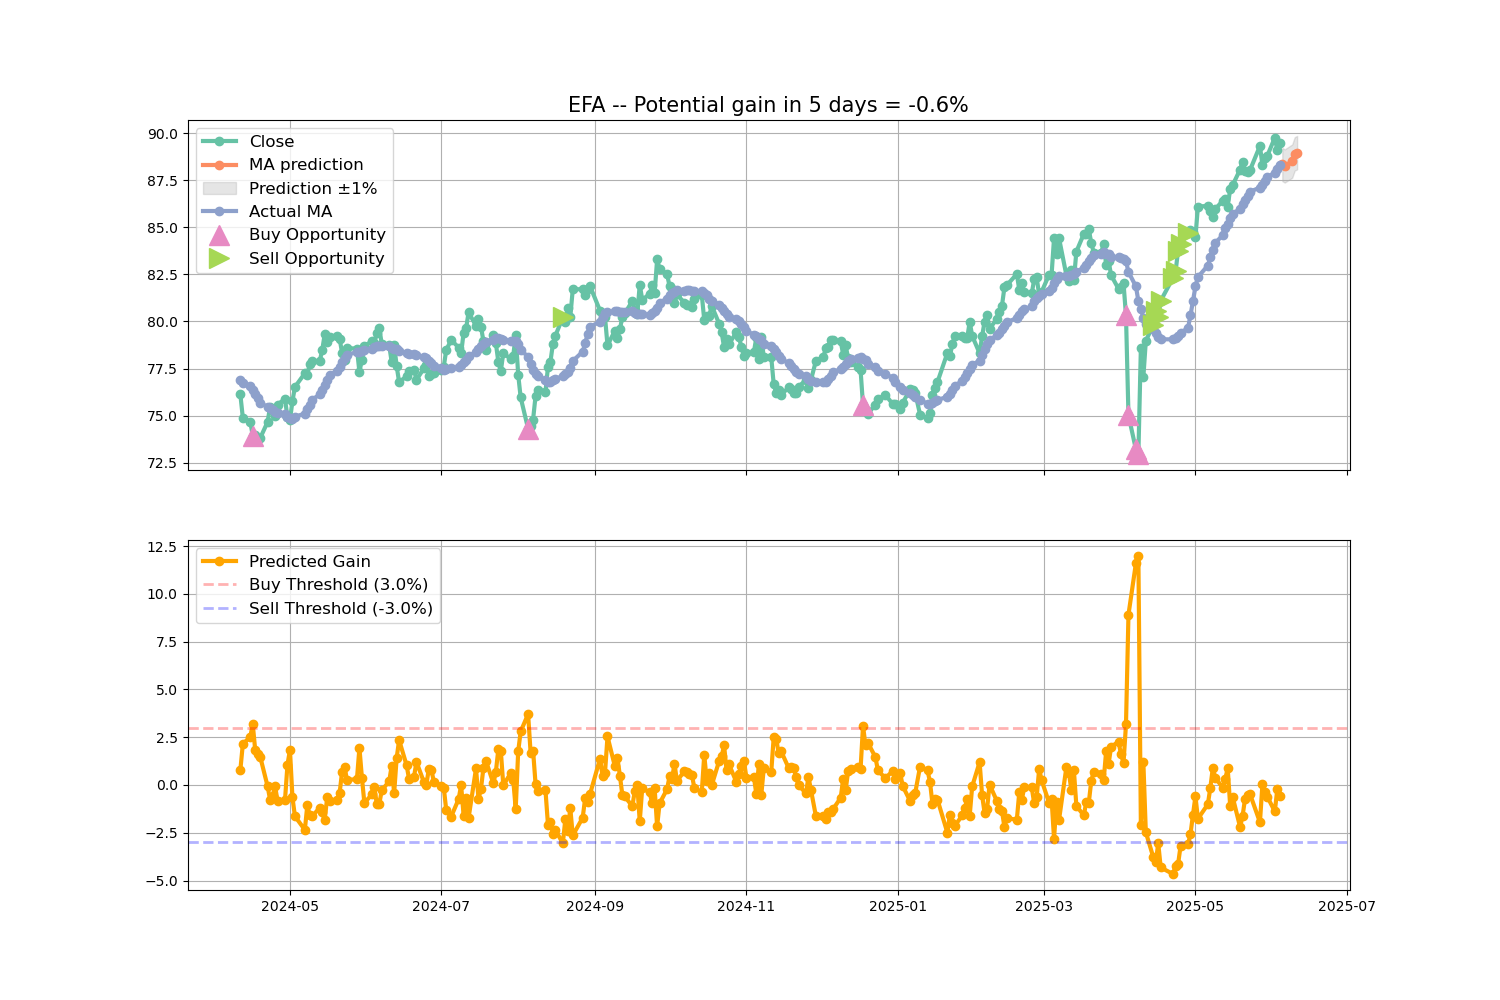 EFA -- Potential gain in 5 days = -0.6%
90.0
87.5
85.0
82.5
80.0
77.5
75.0
72.5
Close
MA prediction
Prediction ±1%
Actual MA
Buy Opportunity
Sell Opportunity
12.5
10.0
7.5
5.0
2.5
0.0
−2.5
−5.0
Predicted Gain
Buy Threshold (3.0%)
Sell Threshold (-3.0%)
2024-05
2024-07
2024-09
2024-11
2025-01
2025-03
2025-05
2025-07